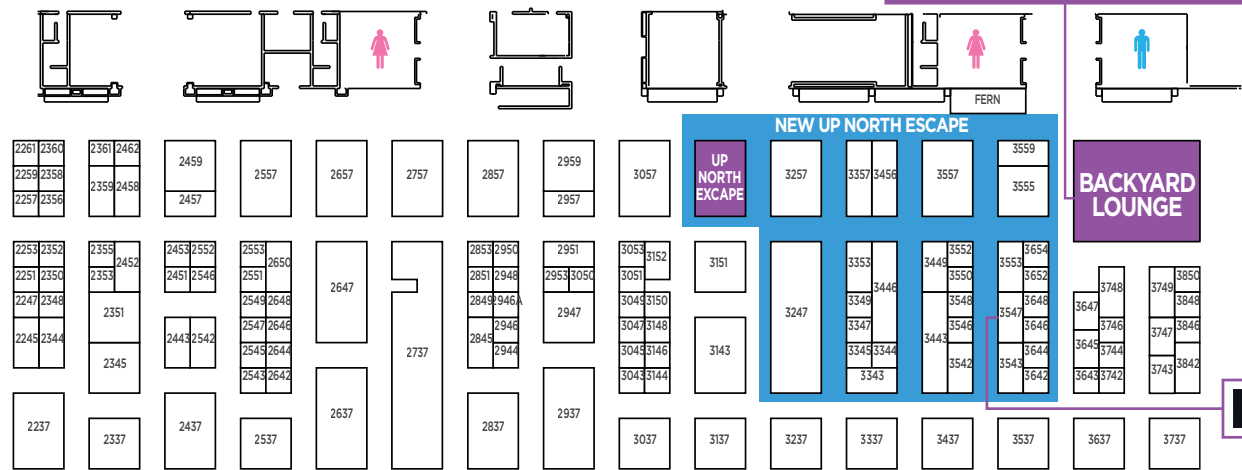 FERN
NEW UP NORTH ESCAPE
2261 2360 2361 2462 2459 2557 2657 2757 2857 2959 3057 UP 3257 3357 3456 3557 3559
2259 2358 2359 2458 NORTH 3555 BACKYARD
2257 2356 2457 2957 EXCAPE LOUNGE
2253 2352 2355 2452 2453 2552 2553 2650 2853 2950 2951 3053 3152 3151 3353 3449 3552 3553 3654
2251 2350 2353 2451 2546 2551 2647 2851 2948 2953 3050 3051 3446 3550 3652 3748 3749 3850
2247 2348 2351 2549 2648 2849 2946A 2947 3049 3150 3247 3349 3548 3547 3648 3647 3848
2245 2344 2443 2542 2547 2646 2737 2845 2946 3047 3148 3143 3347 3443 3546 3646 3746 3747 3846
2345 2545 2644 2944 3045 3146 3345 3344 3542 3543 3644 3645 3744 3743 3842
2543 2642 3043 3144 3343 3642 3643 3742
2237 2337 2437 2537 2637 2837 2937 3037 3137 3237 3337 3437 3537 3637 3737